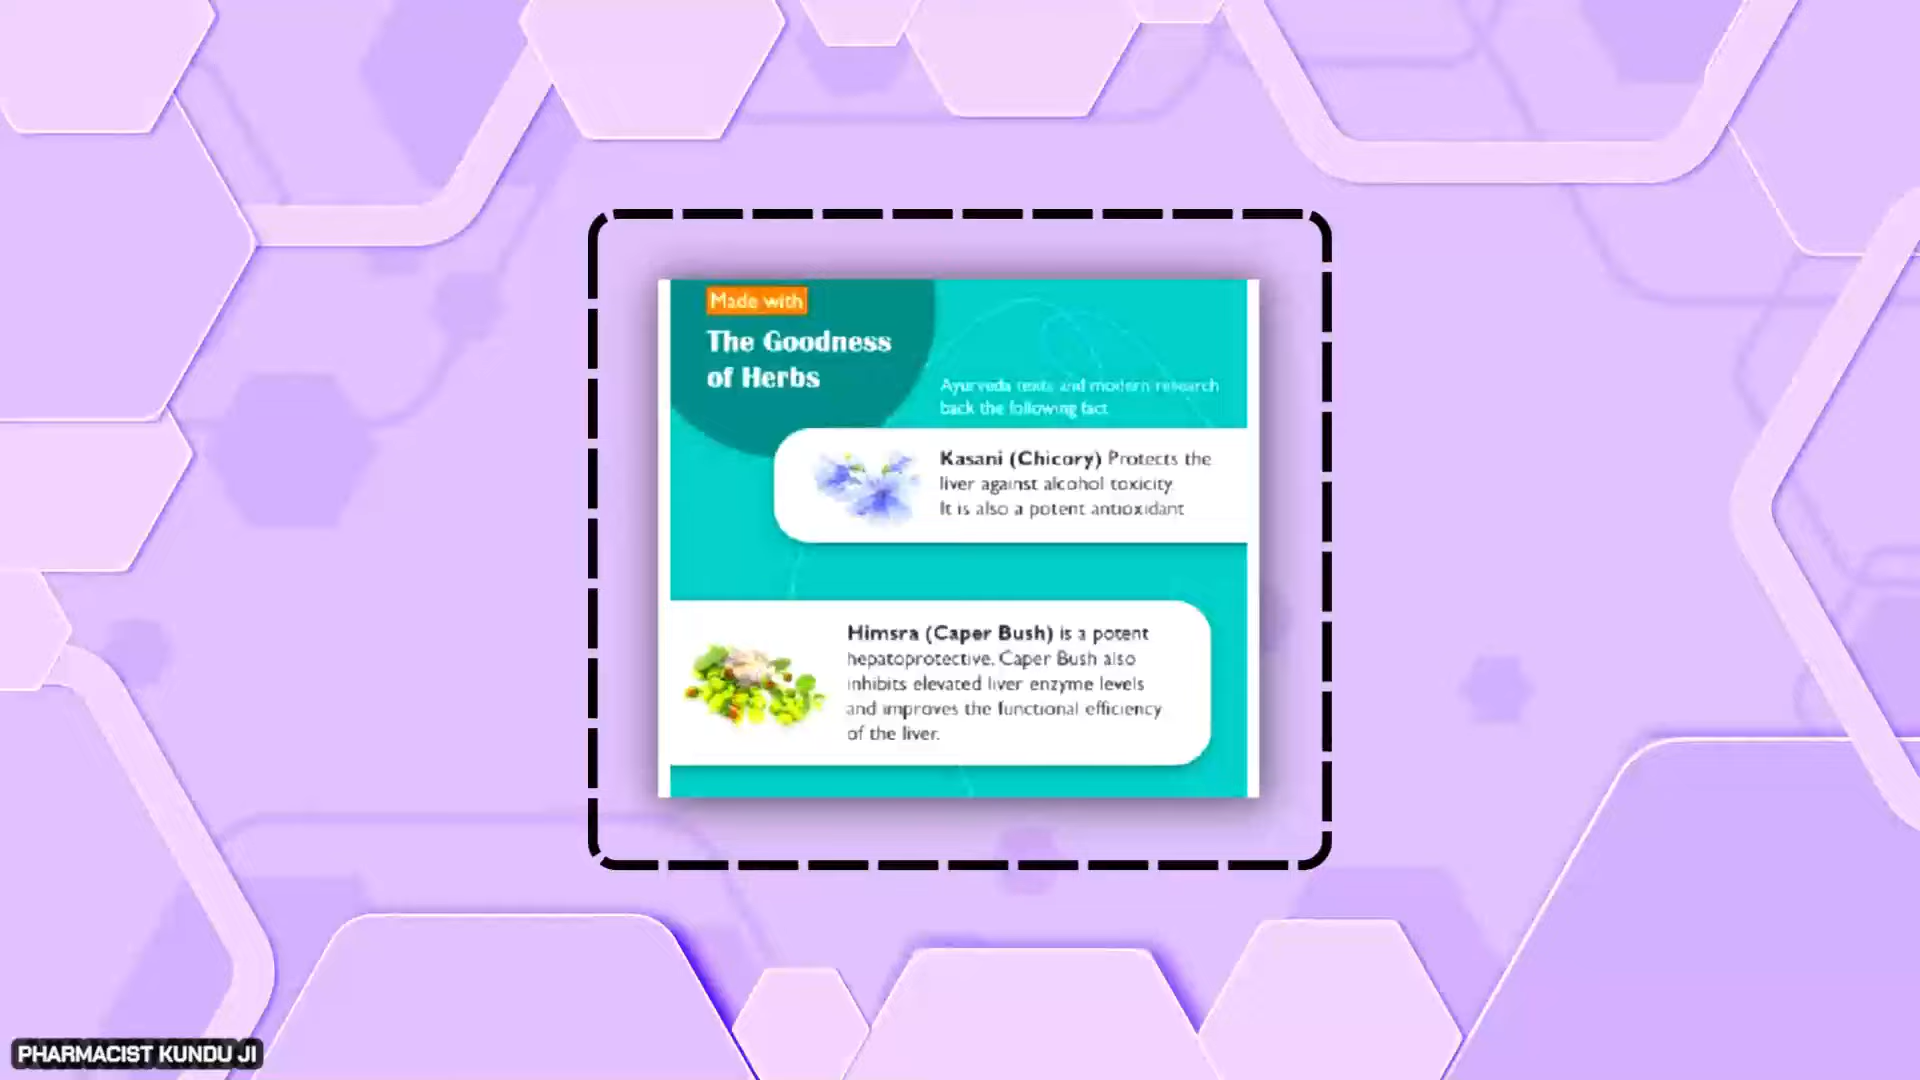 Made with
The Goodness
of Herbs
Ayurveda texts and modern research
back the following fact
Kasani (Chicory) Protects the
liver against alcohol toxicity
It is also a potent antioxidant
Himsra (Caper Bush) is a potent
hepatoprotective. Caper Bush also
inhibits elevated liver enzyme levels
and improves the functional efficiency
of the liver.
PHARMACIST KUNDU JI